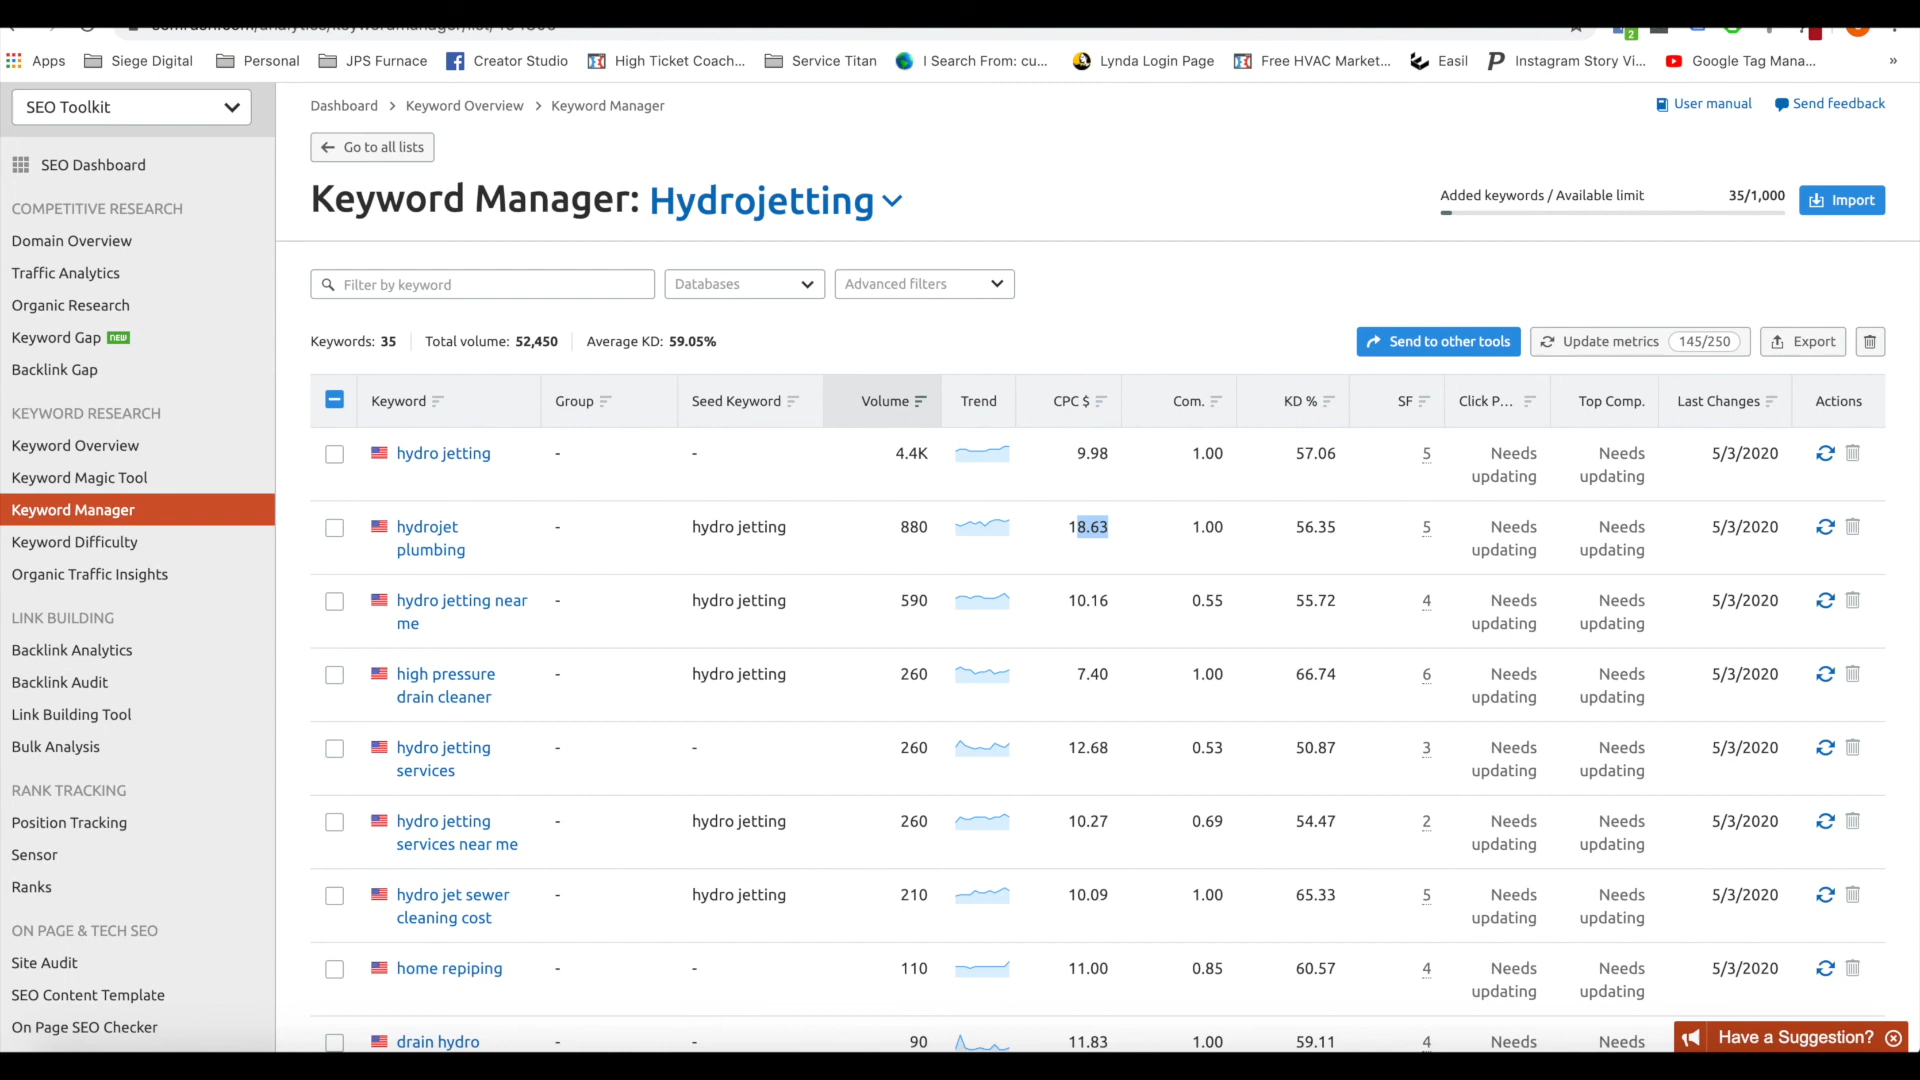 Apps Siege Digital Personal JPS Furnace Creator Studio High Ticket Coach... Service Titan I Search From: cu... Lynda Login Page Free HVAC Market... Easil Instagram Story Vi... Google Tag Mana... »
2
SEO Toolkit
SEO Dashboard
COMPETITIVE RESEARCH
Domain Overview
Traffic Analytics
Organic Research
Keyword Gap NEW
Backlink Gap
KEYWORD RESEARCH
Keyword Overview
Keyword Magic Tool
Keyword Manager
Keyword Difficulty
Organic Traffic Insights
LINK BUILDING
Backlink Analytics
Backlink Audit
Link Building Tool
Bulk Analysis
RANK TRACKING
Position Tracking
Sensor
Ranks
ON PAGE & TECH SEO
Site Audit
SEO Content Template
On Page SEO Checker
Dashboard > Keyword Overview > Keyword Manager
User manual Send feedback
Go to all lists
Keyword Manager: Hydrojetting
Added keywords / Available limit 35/1,000
Import
Filter by keyword Databases Advanced filters
Keywords: 35 Total volume: 52,450 Average KD: 59.05%
Send to other tools Update metrics 145/250 Export
Keyword Group Seed Keyword Volume Trend CPC $ Com. KD % SF Click P... Top Comp. Last Changes Actions
hydro jetting - - 4.4K 9.98 1.00 57.06 5 Needs Needs 5/3/2020
updating updating
hydrojet - hydro jetting 880 18.63 1.00 56.35 5 Needs Needs 5/3/2020
plumbing updating updating
hydro jetting near - hydro jetting 590 10.16 0.55 55.72 4 Needs Needs 5/3/2020
me updating updating
high pressure - hydro jetting 260 7.40 1.00 66.74 6 Needs Needs 5/3/2020
drain cleaner updating updating
hydro jetting - - 260 12.68 0.53 50.87 3 Needs Needs 5/3/2020
services updating updating
hydro jetting - hydro jetting 260 10.27 0.69 54.47 2 Needs Needs 5/3/2020
services near me updating updating
hydro jet sewer - hydro jetting 210 10.09 1.00 65.33 5 Needs Needs 5/3/2020
cleaning cost updating updating
home repiping - - 110 11.00 0.85 60.57 4 Needs Needs 5/3/2020
updating updating
drain hydro - - 90 11.83 1.00 59.11 4 Needs Needs
Have a Suggestion?